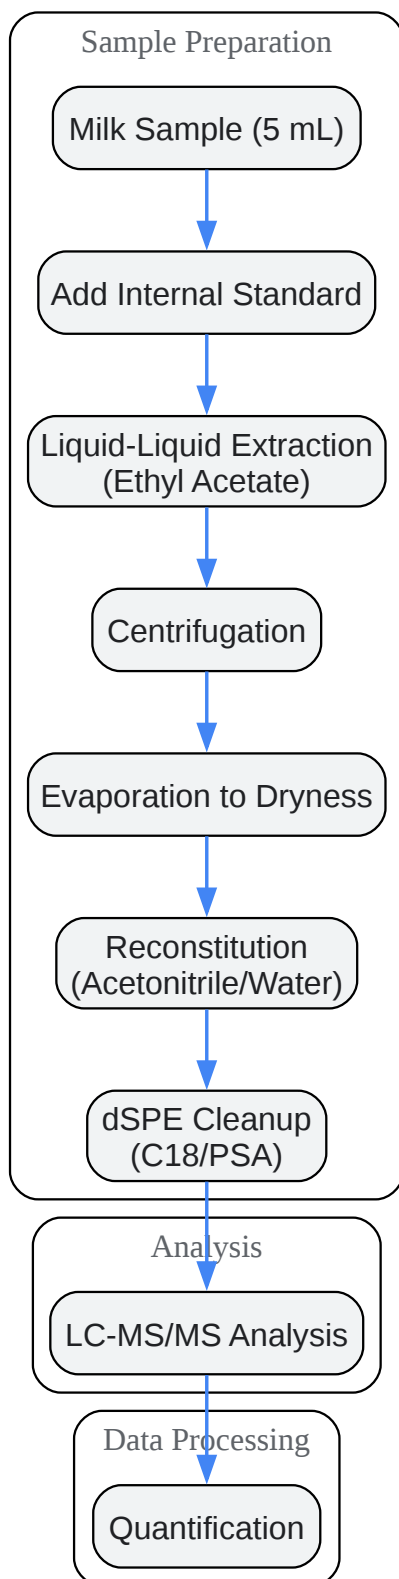 Sample Preparation
Milk Sample (5 mL)
Add Internal Standard
Liquid-Liquid Extraction
(Ethyl Acetate)
Centrifugation
Evaporation to Dryness
Reconstitution
(Acetonitrile/Water)
dSPE Cleanup
(C18/PSA)
Analysis
LC-MS/MS Analysis
Data Processing
Quantification